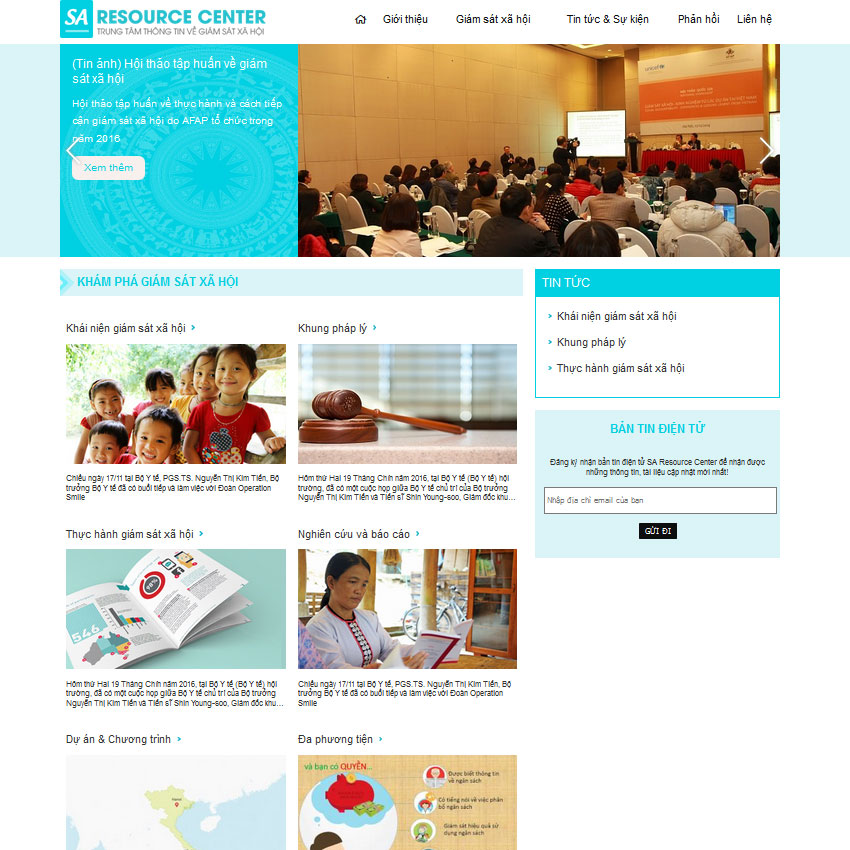 SA RESOURCE CENTER
TRUNG TÂM THÔNG TIN VỀ GIÁM SÁT XÃ HỘI
Giới thiệu
Giám sát xã hội
Tin tức & Sự kiện
Phản hồi
Liên hệ
(Tin ảnh) Hội thảo tập huấn về giám
sát xã hội
Hội thảo tập huấn về thực hành và cách tiếp
cận giám sát xã hội do AFAP tổ chức trong
năm 2016
Xem thêm
unicef
KHÁM PHÁ GIÁM SÁT XÃ HỘI
Khái niện giám sát xã hội
Khung pháp lý
Chiều ngày 17/11 tại Bộ Y tế, PGS.TS. Nguyễn Thị Kim Tiến, Bộ
trưởng Bộ Y tế đã có buổi tiếp và làm việc với Đoàn Operation
Smile
Hôm thứ Hai 19 Tháng Chín năm 2016, tại Bộ Y tế (Bộ Y tế) hội
trường, đã có một cuộc họp giữa Bộ Y tế chủ trì của Bộ trưởng
Nguyễn Thị Kim Tiến và Tiến sĩ Shin Young-soo, Giám đốc khu...
Thực hành giám sát xã hội
Nghiên cứu và báo cáo
546
90%
Hôm thứ Hai 19 Tháng Chín năm 2016, tại Bộ Y tế (Bộ Y tế) hội
trường, đã có một cuộc họp giữa Bộ Y tế chủ trì của Bộ trưởng
Nguyễn Thị Kim Tiến và Tiến sĩ Shin Young-soo, Giám đốc khu...
Chiều ngày 17/11 tại Bộ Y tế, PGS.TS. Nguyễn Thị Kim Tiến, Bộ
trưởng Bộ Y tế đã có buổi tiếp và làm việc với Đoàn Operation
Smile
Dự án & Chương trình
Đa phương tiện
và bạn có QUYỀN...
Được biết thông tin
về ngân sách
Có tiếng nói về việc phân
bổ ngân sách
Giám sát hiệu quả sử
dụng ngân sách
TIN TỨC
Khái niện giám sát xã hội
Khung pháp lý
Thực hành giám sát xã hội
BẢN TIN ĐIỆN TỬ
Đăng ký nhận bản tin điện tử SA Resource Center để nhận được
những thông tin, tài liệu cập nhật mới nhất!
Nhập địa chỉ email của bạn
GỬI ĐI